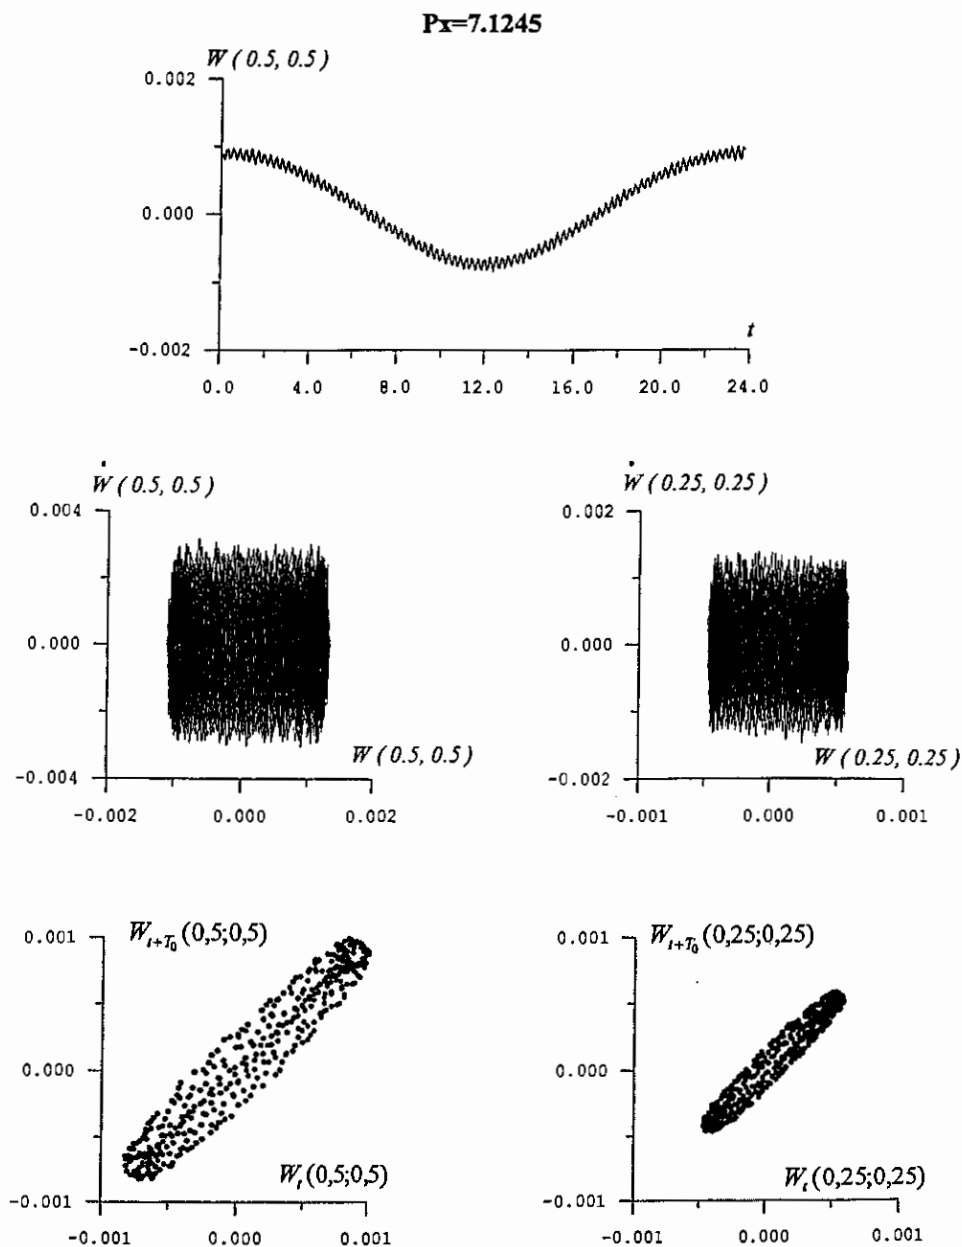 Px=7.1245
W ( 0.5, 0.5 )
0.002
0.000
-0.002
t
0.0 4.0 8.0 12.0 16.0 20.0 24.0
Ẇ ( 0.5, 0.5 )
0.004
0.000
-0.004
W ( 0.5, 0.5 )
-0.002 0.000 0.002
Ẇ ( 0.25, 0.25 )
0.002
0.000
-0.002
W ( 0.25, 0.25 )
-0.001 0.000 0.001
W_{t+T_0}(0,5;0,5)
0.001
0.000
-0.001
W_t(0,5;0,5)
-0.001 0.000 0.001
W_{t+T_0}(0,25;0,25)
0.001
0.000
-0.001
W_t(0,25;0,25)
-0.001 0.000 0.001